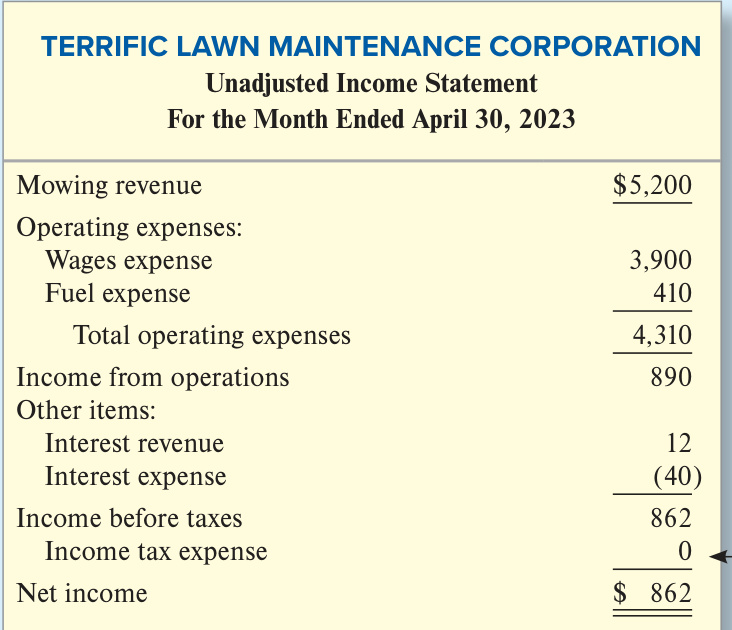 TERRIFIC LAWN MAINTENANCE CORPORATION
Unadjusted Income Statement
For the Month Ended April 30, 2023
Mowing revenue $5,200
Operating expenses:
Wages expense 3,900
Fuel expense 410
Total operating expenses 4,310
Income from operations 890
Other items:
Interest revenue 12
Interest expense (40)
Income before taxes 862
Income tax expense 0
Net income $ 862